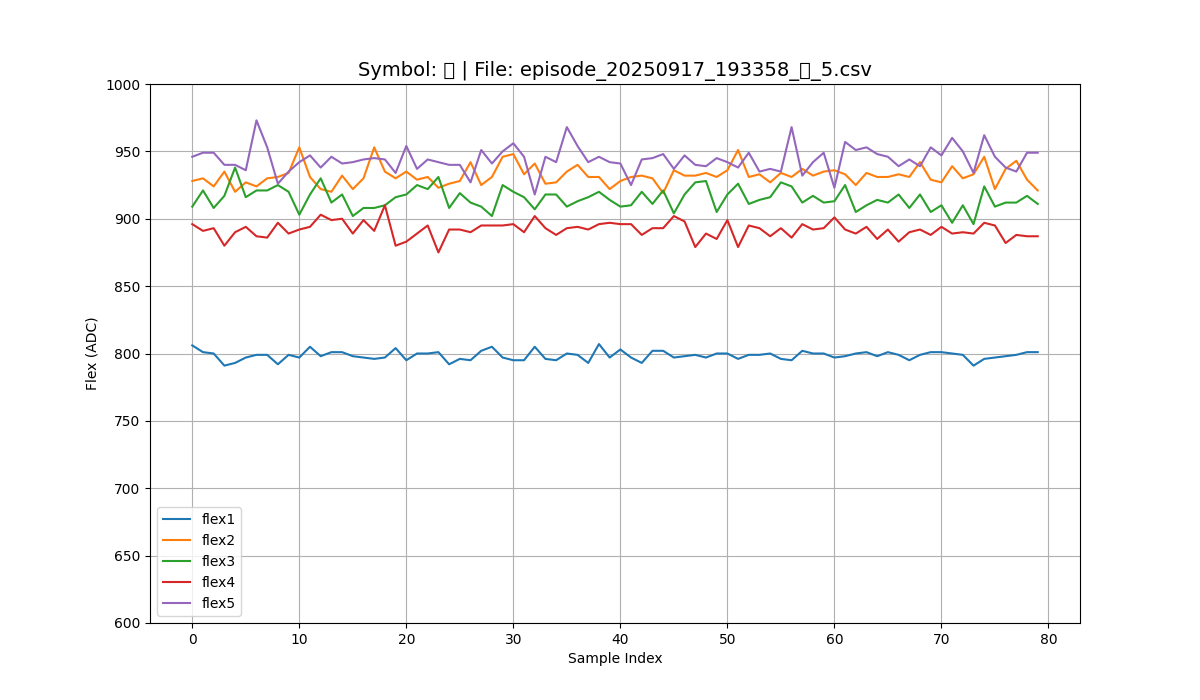 Symbol: ▯ | File: episode_20250917_193358_▯_5.csv
1000
950
900
850
800
750
700
650
600
Flex (ADC)
flex1
flex2
flex3
flex4
flex5
0 10 20 30 40 50 60 70 80
Sample Index